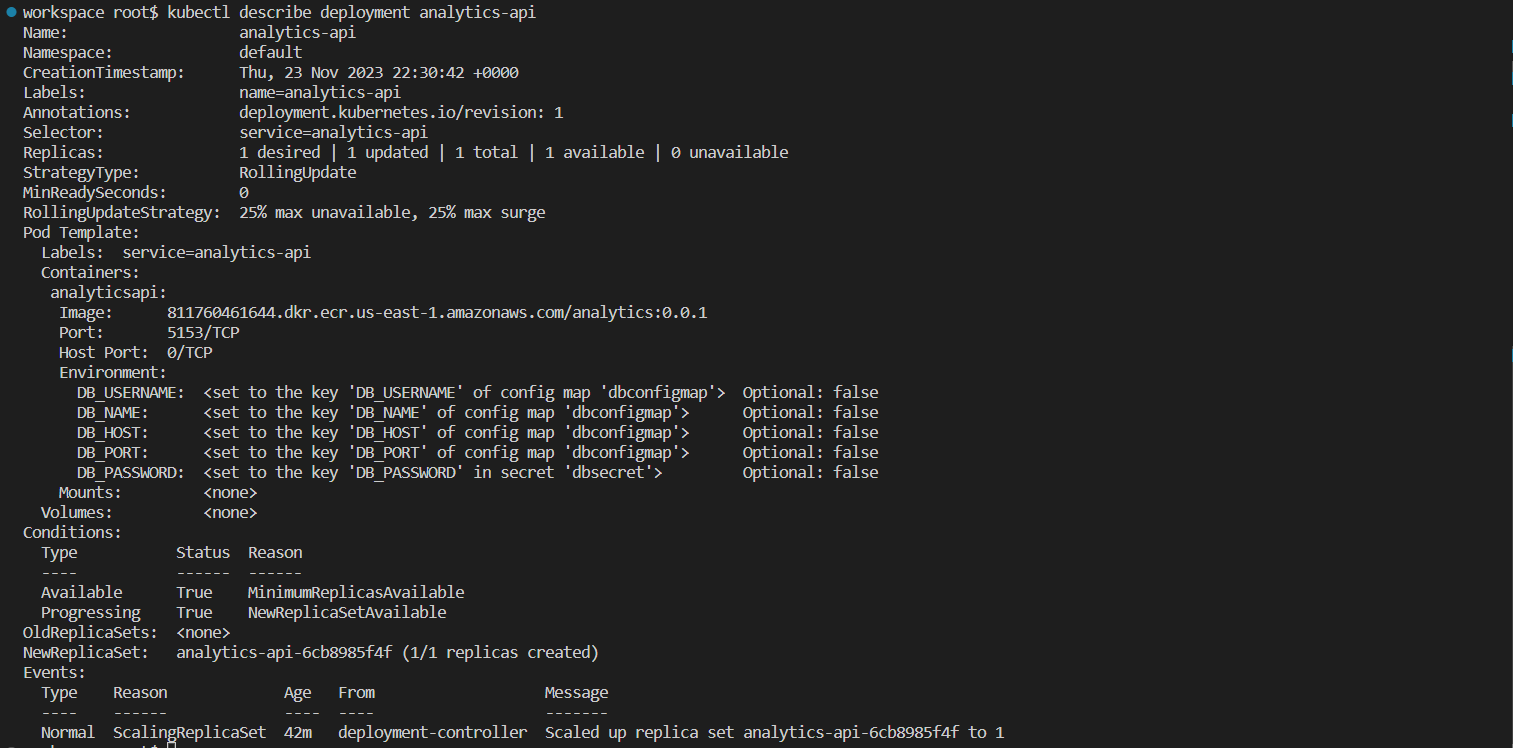 workspace root$ kubectl describe deployment analytics-api
Name:                   analytics-api
Namespace:              default
CreationTimestamp:      Thu, 23 Nov 2023 22:30:42 +0000
Labels:                 name=analytics-api
Annotations:            deployment.kubernetes.io/revision: 1
Selector:               service=analytics-api
Replicas:               1 desired | 1 updated | 1 total | 1 available | 0 unavailable
StrategyType:           RollingUpdate
MinReadySeconds:        0
RollingUpdateStrategy:  25% max unavailable, 25% max surge
Pod Template:
  Labels:  service=analytics-api
  Containers:
   analyticsapi:
    Image:      811760461644.dkr.ecr.us-east-1.amazonaws.com/analytics:0.0.1
    Port:       5153/TCP
    Host Port:  0/TCP
    Environment:
      DB_USERNAME:  <set to the key 'DB_USERNAME' of config map 'dbconfigmap'>  Optional: false
      DB_NAME:      <set to the key 'DB_NAME' of config map 'dbconfigmap'>      Optional: false
      DB_HOST:      <set to the key 'DB_HOST' of config map 'dbconfigmap'>      Optional: false
      DB_PORT:      <set to the key 'DB_PORT' of config map 'dbconfigmap'>      Optional: false
      DB_PASSWORD:  <set to the key 'DB_PASSWORD' in secret 'dbsecret'>         Optional: false
    Mounts:         <none>
  Volumes:          <none>
Conditions:
  Type           Status  Reason
  ----           ------  ------
  Available      True    MinimumReplicasAvailable
  Progressing    True    NewReplicaSetAvailable
OldReplicaSets:  <none>
NewReplicaSet:   analytics-api-6cb8985f4f (1/1 replicas created)
Events:
  Type    Reason             Age   From                   Message
  ----    ------             ----  ----                   -------
  Normal  ScalingReplicaSet  42m   deployment-controller  Scaled up replica set analytics-api-6cb8985f4f to 1